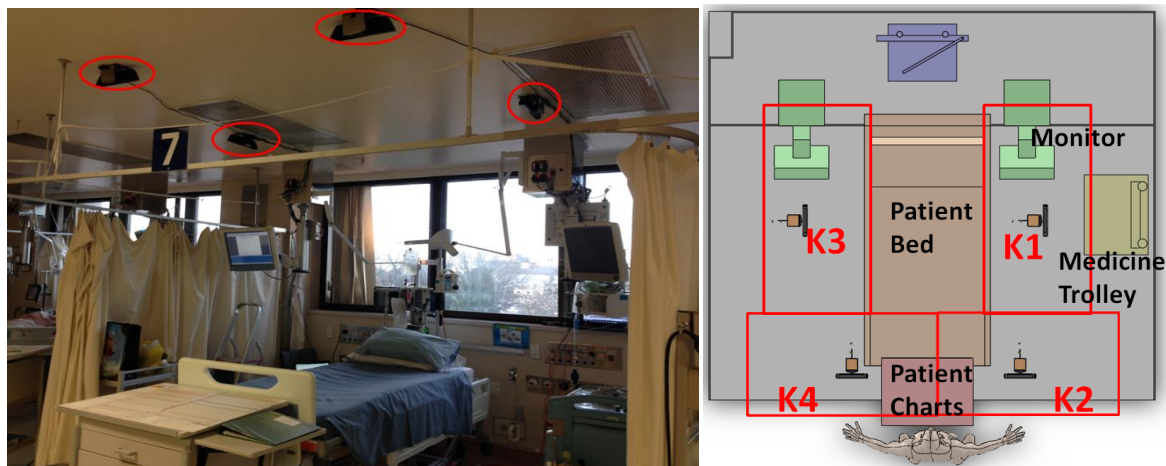 7
Monitor
Patient
Bed
K3
K1
Medicine
Trolley
Patient
Charts
K4
K2